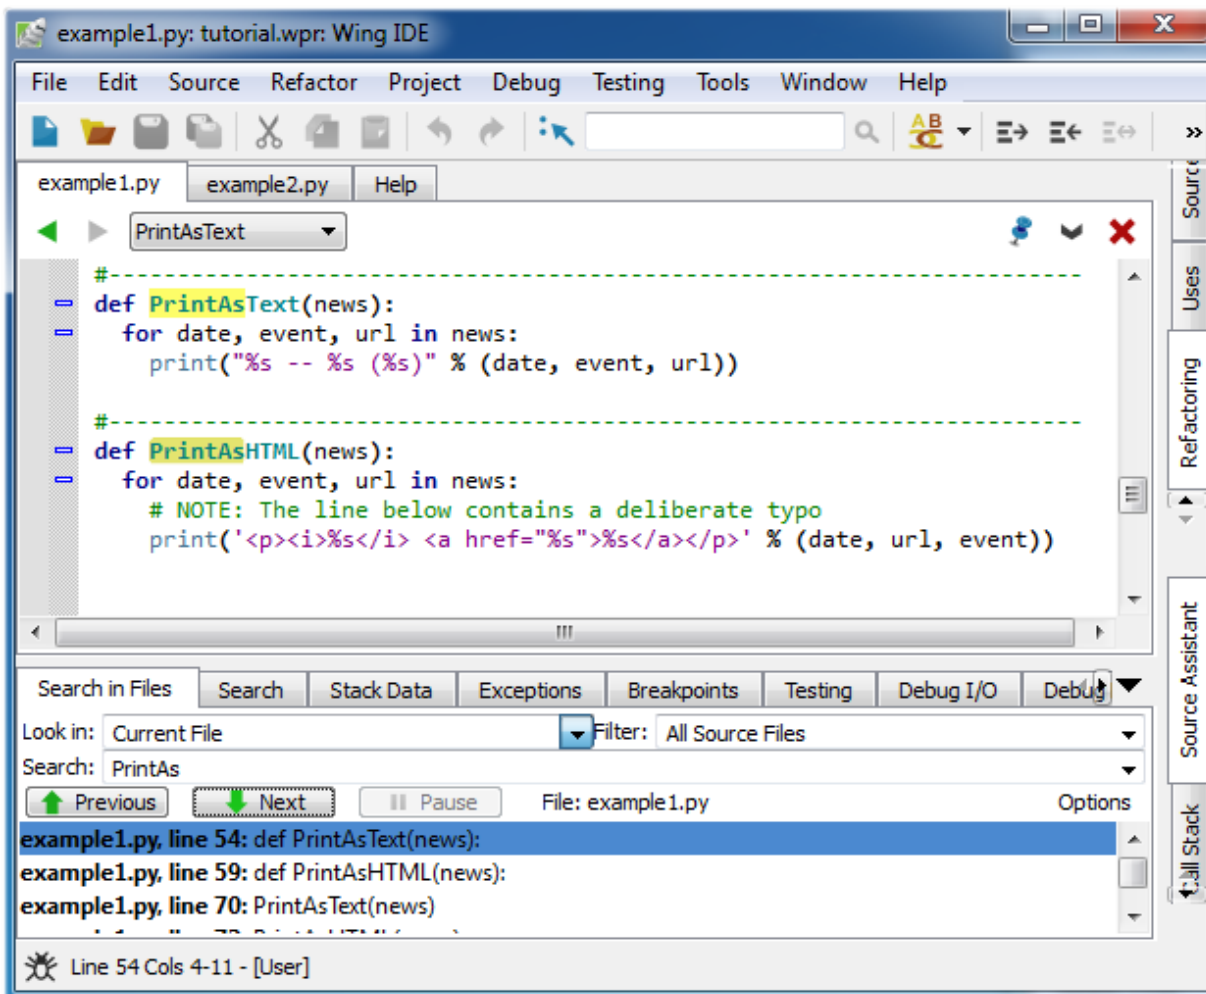 example1.py: tutorial.wpr: Wing IDE
File Edit Source Refactor Project Debug Testing Tools Window Help
example1.py example2.py Help
PrintAsText
#-----------------------------------------------------------------------
def PrintAsText(news):
  for date, event, url in news:
    print("%s -- %s (%s)" % (date, event, url))
#-----------------------------------------------------------------------
def PrintAsHTML(news):
  for date, event, url in news:
    # NOTE: The line below contains a deliberate typo
    print('<p><i>%s</i> <a href="%s">%s</a></p>' % (date, url, event))
Source
Uses
Refactoring
Source Assistant
Call Stack
Search in Files Search Stack Data Exceptions Breakpoints Testing Debug I/O Debug
Look in: Current File Filter: All Source Files
Search: PrintAs
Previous Next Pause File: example1.py Options
example1.py, line 54: def PrintAsText(news):
example1.py, line 59: def PrintAsHTML(news):
example1.py, line 70: PrintAsText(news)
Line 54 Cols 4-11 - [User]